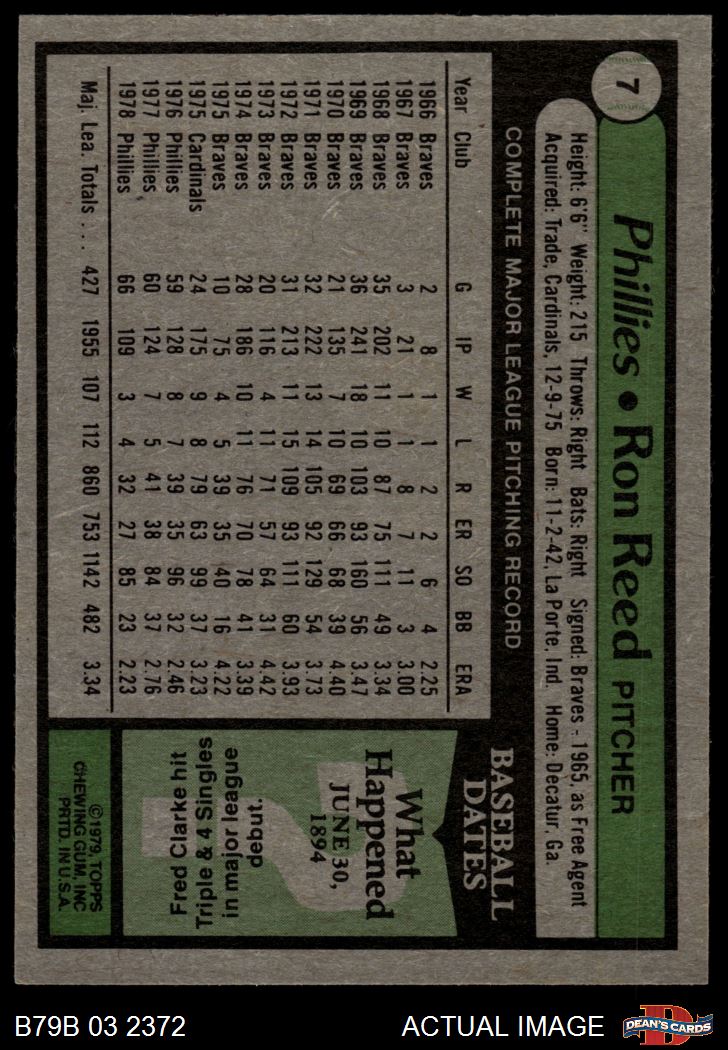 7
Phillies • Ron Reed PITCHER
Height: 6'6" Weight: 215 Throws: Right Bats: Right Signed: Braves - 1965, as Free Agent
Acquired: Trade, Cardinals, 12-9-75 Born: 11-2-42, La Porte, Ind. Home: Decatur, Ga.
COMPLETE MAJOR LEAGUE PITCHING RECORD
Year Club G IP W L R ER SO BB ERA
1966 Braves 2 8 1 1 2 2 6 4 2.25
1967 Braves 3 21 1 1 8 7 11 3 3.00
1968 Braves 35 202 11 10 87 75 111 49 3.34
1969 Braves 36 241 18 10 103 93 160 56 3.47
1970 Braves 21 135 7 10 69 66 68 39 4.40
1971 Braves 32 222 13 14 105 92 129 54 3.73
1972 Braves 31 213 11 15 109 93 111 60 3.93
1973 Braves 20 116 4 11 71 57 64 31 4.42
1974 Braves 28 186 10 11 76 70 78 41 3.39
1975 Braves 10 75 4 5 39 35 40 16 4.22
1975 Cardinals 24 175 9 8 79 63 99 37 3.23
1976 Phillies 59 128 8 7 39 35 96 32 2.46
1977 Phillies 60 124 7 5 41 38 84 37 2.76
1978 Phillies 66 109 3 4 32 27 85 23 2.23
Maj. Lea. Totals .... 427 1955 107 112 860 753 1142 482 3.34
BASEBALL
DATES
What
Happened
JUNE 30,
1894
Fred Clarke hit
Triple & 4 Singles
in major league
debut.
©1979, TOPPS
CHEWING GUM, INC
PRTD. IN U.S.A.
B79B 03 2372 ACTUAL IMAGE
D
DEAN'S CARDS